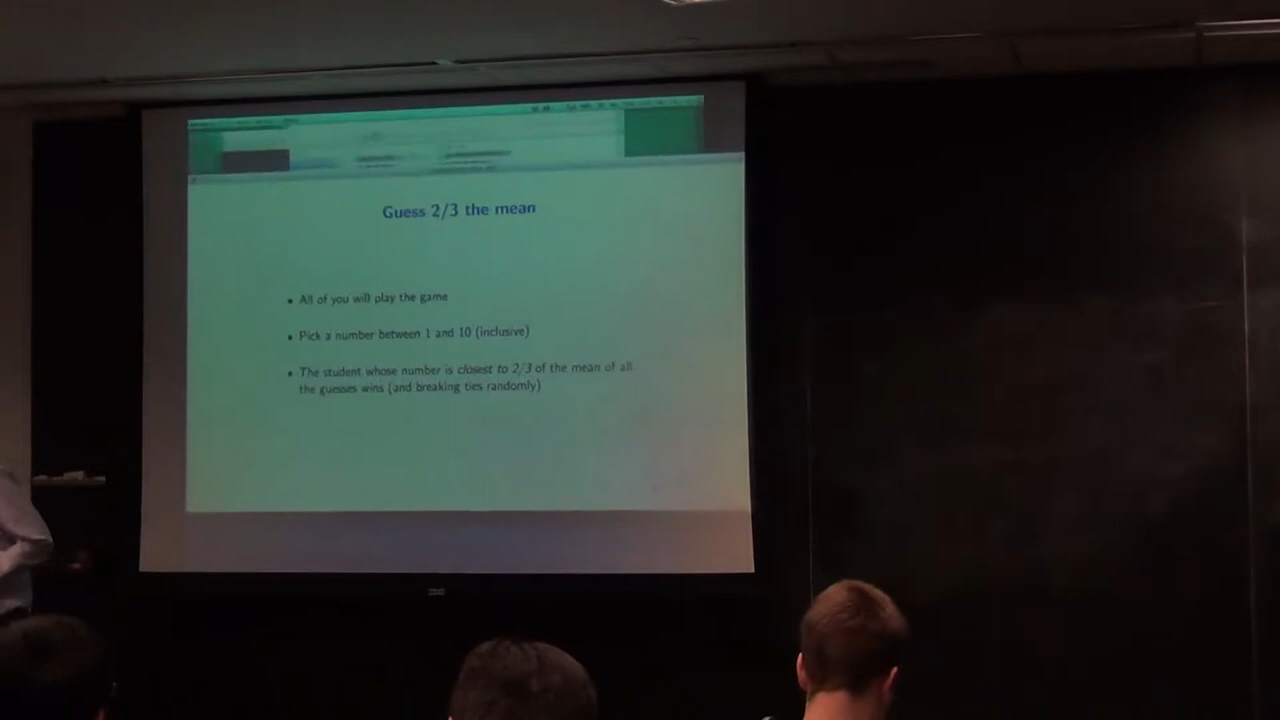 Guess 2/3 the mean
All of you will play the game
Pick a number between 1 and 10 (inclusive)
The student whose number is closest to 2/3 of the mean of all
the guesses wins (and breaking ties randomly)